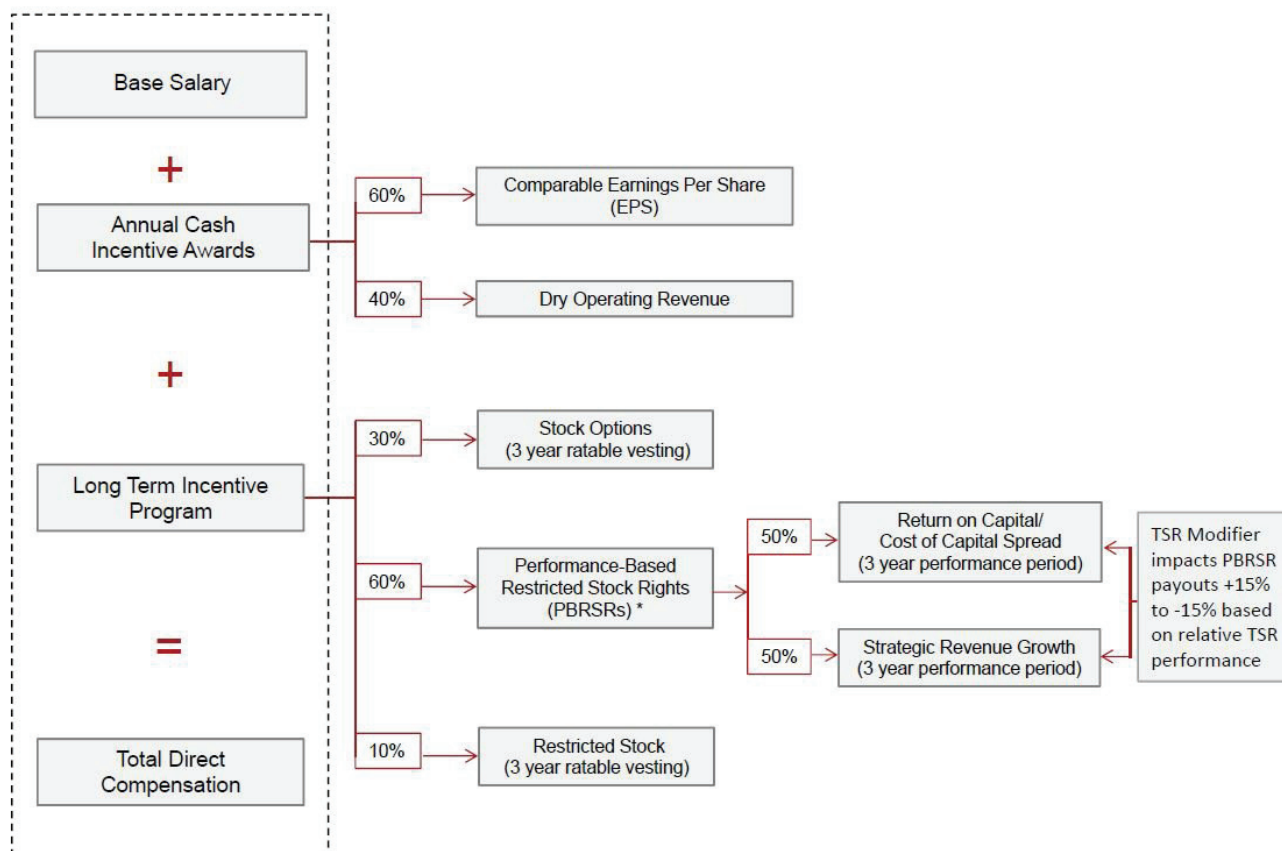 Base Salary
+
Annual Cash
Incentive Awards
60%
Comparable Earnings Per Share
(EPS)
40%
Dry Operating Revenue
+
Long Term Incentive
Program
30%
Stock Options
(3 year ratable vesting)
60%
Performance-Based
Restricted Stock Rights
(PBRSRs) *
50%
Return on Capital/
Cost of Capital Spread
(3 year performance period)
50%
Strategic Revenue Growth
(3 year performance period)
TSR Modifier
impacts PBRSR
payouts +15%
to -15% based
on relative TSR
performance
10%
Restricted Stock
(3 year ratable vesting)
=
Total Direct
Compensation